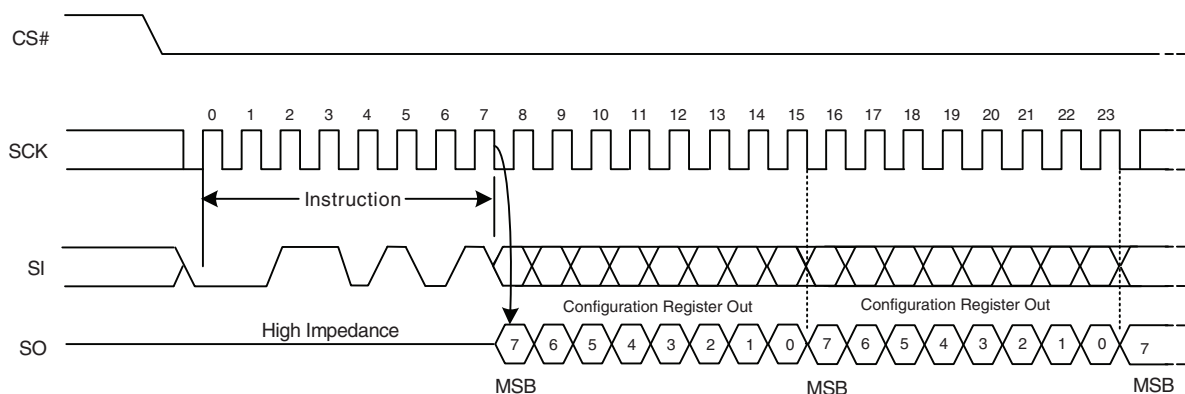 CS#
0 1 2 3 4 5 6 7 8 9 10 11 12 13 14 15 16 17 18 19 20 21 22 23
SCK
Instruction
SI
Configuration Register Out Configuration Register Out
High Impedance
SO
7 6 5 4 3 2 1 0 7 6 5 4 3 2 1 0 7
MSB MSB MSB